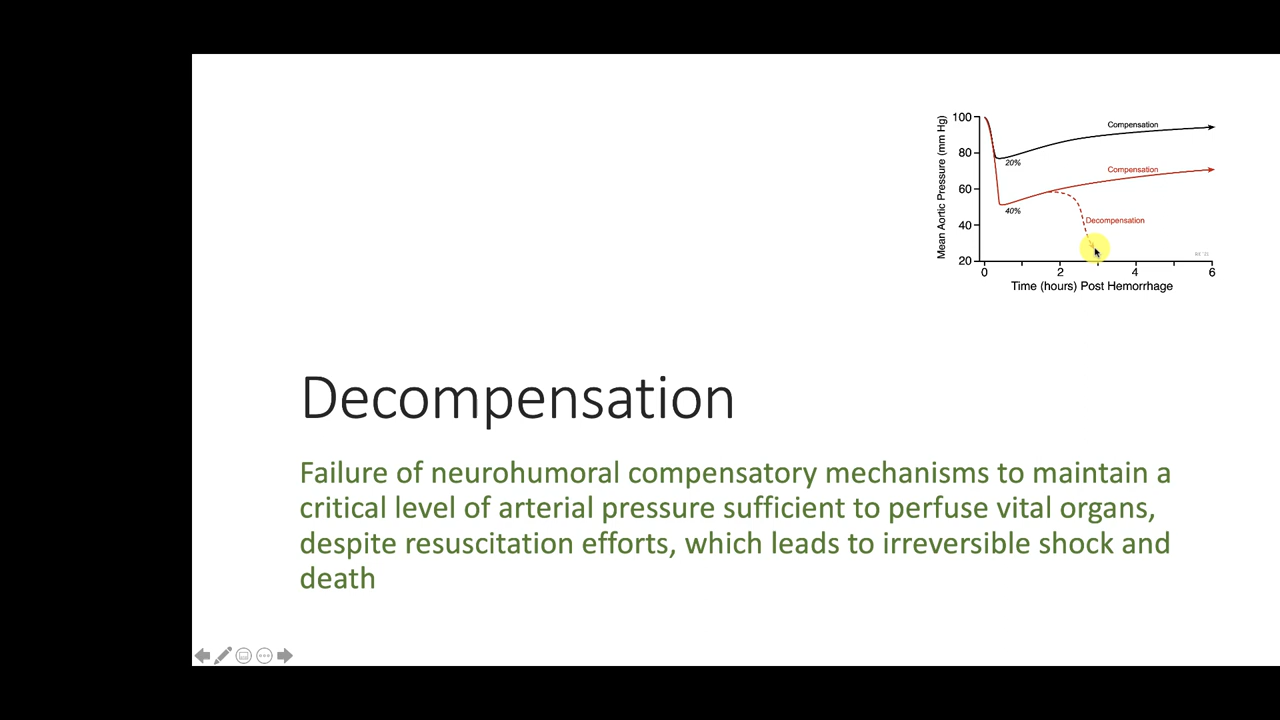 Mean Aortic Pressure (mm Hg)
100
80
60
40
20
Compensation
20%
Compensation
40%
Decompensation
0
2
4
6
Time (hours) Post Hemorrhage
Decompensation
Failure of neurohumoral compensatory mechanisms to maintain a
critical level of arterial pressure sufficient to perfuse vital organs,
despite resuscitation efforts, which leads to irreversible shock and
death